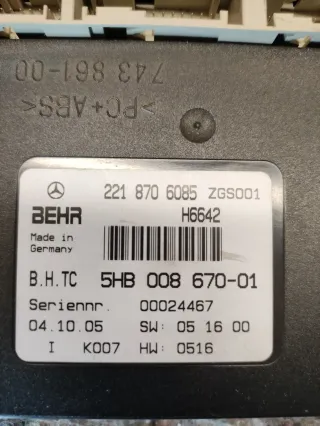 743 861-00
>PC+ABS<
221 870 6085 ZGS001
BEHR H6642
Made in
Germany
B.H.TC 5HB 008 670-01
Seriennr. 00024467
04.10.05 SW: 05 16 00
I K007 HW: 0516